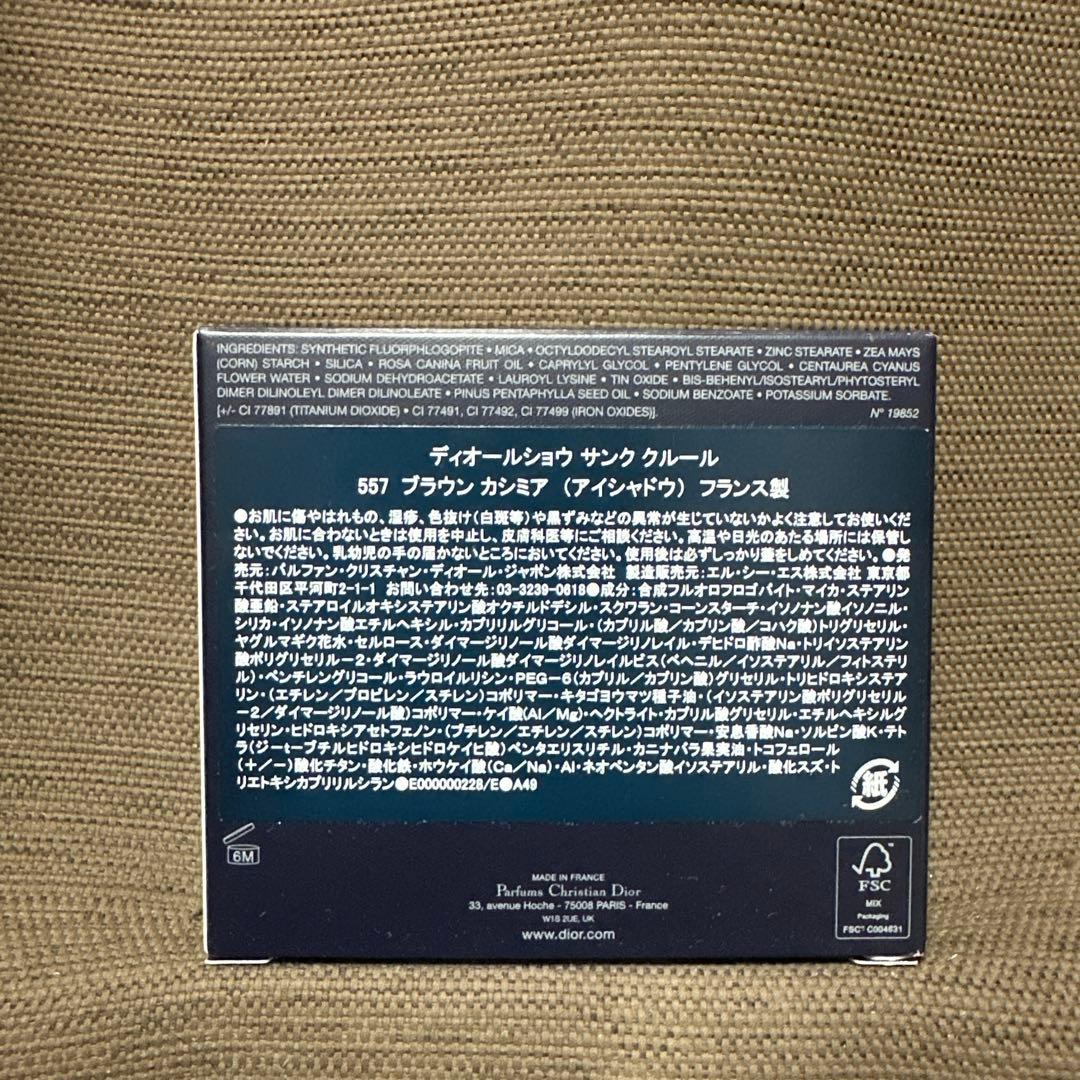 INGREDIENTS: SYNTHETIC FLUORPHLOGOPITE • MICA • OCTYLDODECYL STEAROYL STEARATE • ZINC STEARATE • ZEA MAYS
(CORN) STARCH • SILICA • ROSA CANINA FRUIT OIL • CAPRYLYL GLYCOL • PENTYLENE GLYCOL • CENTAUREA CYANUS
FLOWER WATER • SODIUM DEHYDROACETATE • LAUROYL LYSINE • TIN OXIDE • BIS-BEHENYL/ISOSTEARYL/PHYTOSTERYL
DIMER DILINOLEYL DIMER DILINOLEATE • PINUS PENTAPHYLLA SEED OIL • SODIUM BENZOATE • POTASSIUM SORBATE.
[+/- CI 77891 (TITANIUM DIOXIDE) • CI 77491, CI 77492, CI 77499 (IRON OXIDES)]. N° 19852
ディオールショウ サンク クルール
557 ブラウン カシミア (アイシャドウ) フランス製
●お肌に傷やはれもの、湿疹、色抜け(白斑等)や黒ずみなどの異常が生じていないかよく注意してお使いくだ
さい。お肌に合わないときは使用を中止し、皮膚科医等にご相談ください。高温や日光のあたる場所には保管し
ないでください。乳幼児の手の届かないところにおいてください。使用後は必ずしっかり蓋をしめてください。●発
売元:パルファン・クリスチャン・ディオール・ジャポン株式会社 製造販売元:エル・シー・エス株式会社 東京都
千代田区平河町2-1-1 お問い合わせ先:03-3239-0618●成分:合成フルオロフロゴパイト・マイカ・ステアリン
酸亜鉛・ステアロイルオキシステアリン酸オクチルドデシル・スクワラン・コーンスターチ・イソノナン酸イソノニル・
シリカ・イソノナン酸エチルヘキシル・カプリリルグリコール・(カプリル酸/カプリン酸/コハク酸)トリグリセリル・
ヤグルマギク花水・セルロース・ダイマージリノール酸ダイマージリノレイル・デヒドロ酢酸Na・トリイソステアリン
酸ポリグリセリル-2・ダイマージリノール酸ダイマージリノレイルビス(ベヘニル/イソステアリル/フィトステリ
ル)・ペンチレングリコール・ラウロイルリシン・PEG-6(カプリル/カプリン酸)グリセリル・トリヒドロキシステア
リン・(エチレン/プロピレン/スチレン)コポリマー・キタゴヨウマツ種子油・(イソステアリン酸ポリグリセリル
-2/ダイマージリノール酸)コポリマー・ケイ酸(Al/Mg)・ヘクトライト・カプリル酸グリセリル・エチルヘキシルグ
リセリン・ヒドロキシアセトフェノン・(ブチレン/エチレン/スチレン)コポリマー・安息香酸Na・ソルビン酸K・テト
ラ(ジーtーブチルヒドロキシヒドロケイヒ酸)ペンタエリスリチル・カニナバラ果実油・トコフェロール
(+/-)酸化チタン・酸化鉄・ホウケイ酸(Ca/Na)・Al・ネオペンタン酸イソステアリル・酸化スズ・ト
リエトキシカプリリルシラン●E000000228/E●A49
紙
6M
MADE IN FRANCE
Parfums Christian Dior
33, avenue Hoche - 75008 PARIS - France
W1S 2UE, UK
www.dior.com
FSC
MIX
Packaging
FSC® C004631